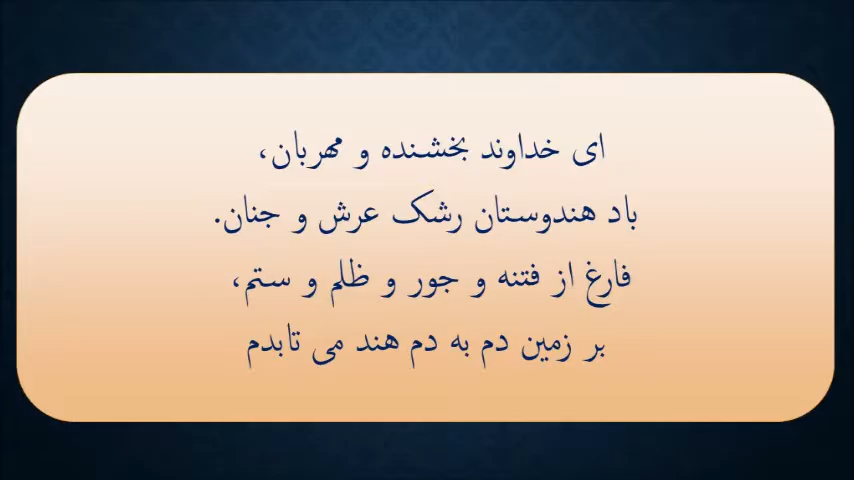 ای خداوند بخشنده و مهربان،
باد هندوستان رشک عرش و جنان.
فارغ از فتنه و جور و ظلم و ستم،
بر زمین دم به دم هند می تابدم